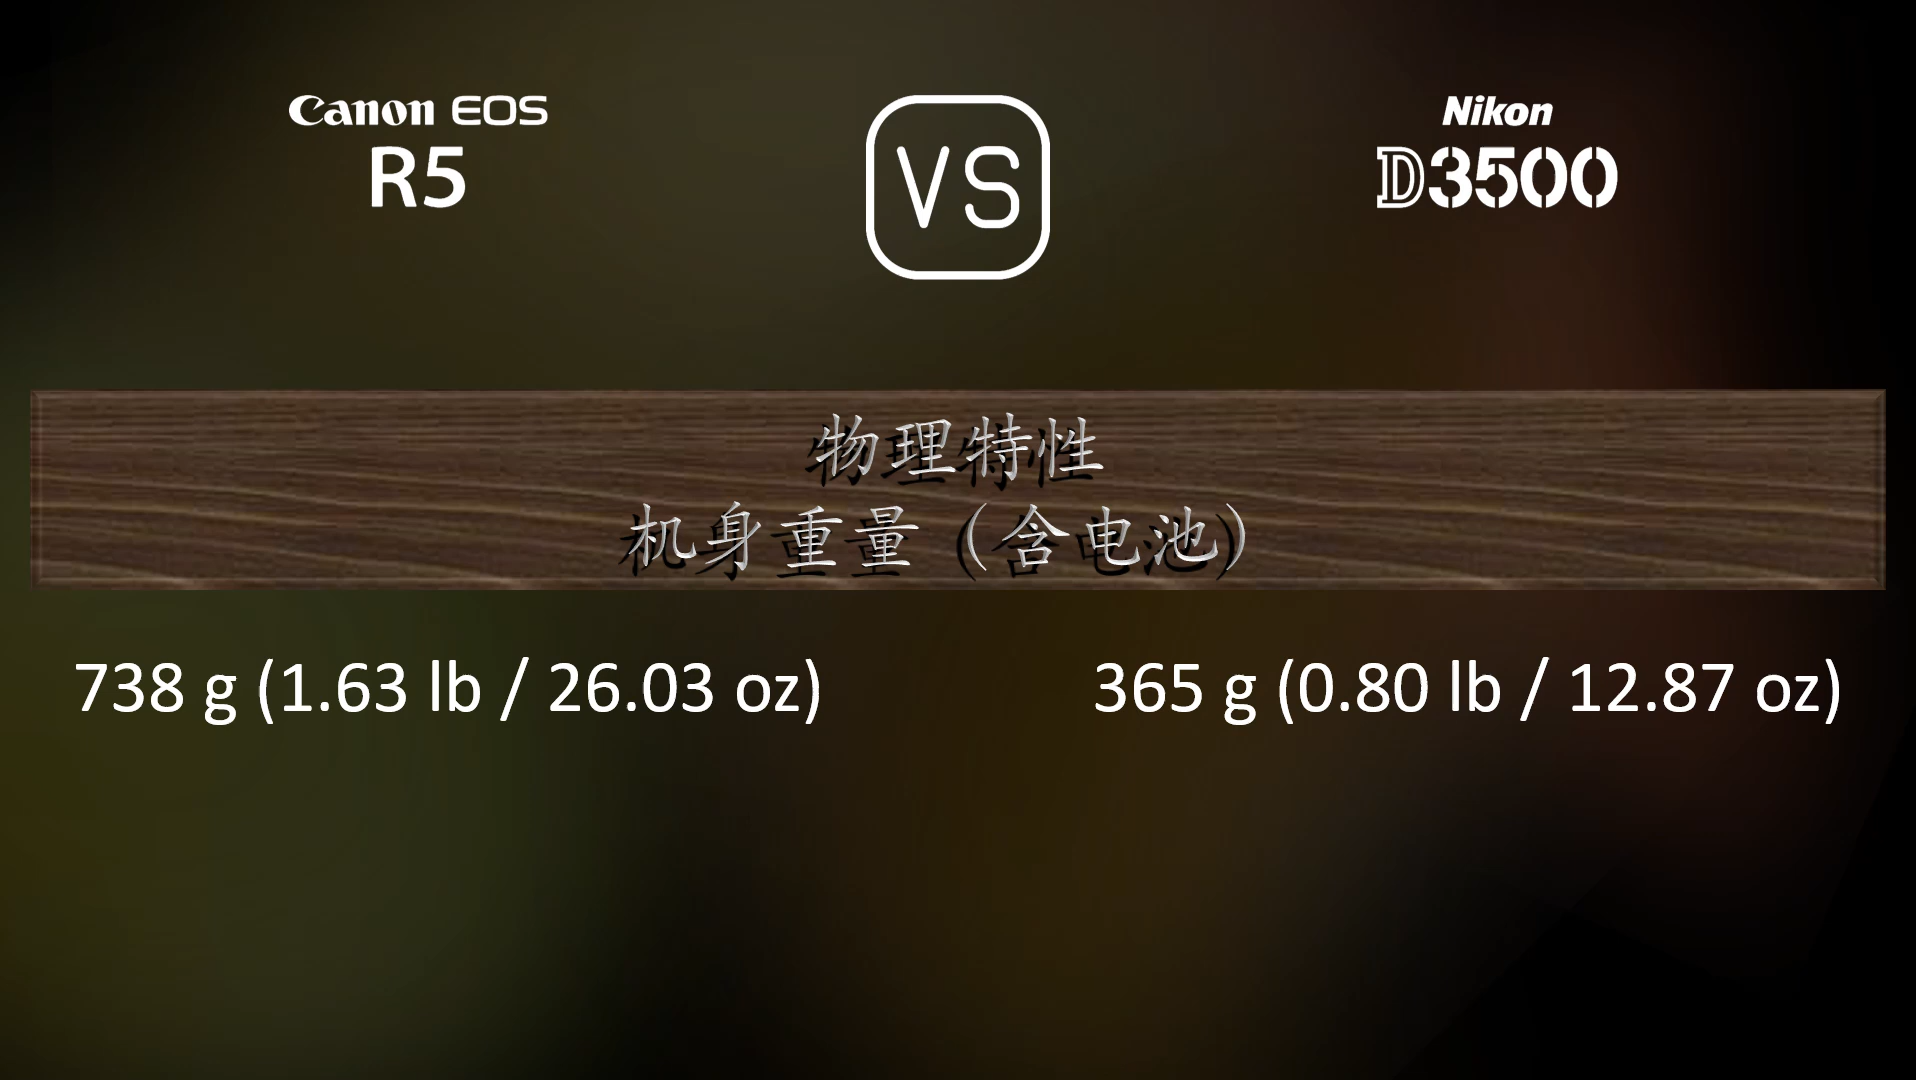 Canon EOS
R5
VS
Nikon
D3500
物理特性
机身重量（含电池）
738 g (1.63 lb / 26.03 oz)
365 g (0.80 lb / 12.87 oz)